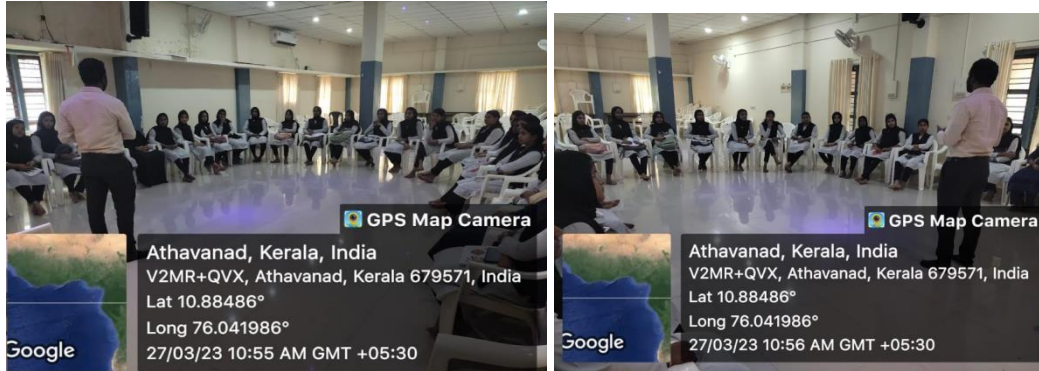 GPS Map Camera
Athavanad, Kerala, India
V2MR+QVX, Athavanad, Kerala 679571, India
Lat 10.88486°
Long 76.041986°
27/03/23 10:55 AM GMT +05:30
Google
GPS Map Camera
Athavanad, Kerala, India
V2MR+QVX, Athavanad, Kerala 679571, India
Lat 10.88486°
Long 76.041986°
27/03/23 10:56 AM GMT +05:30
Google